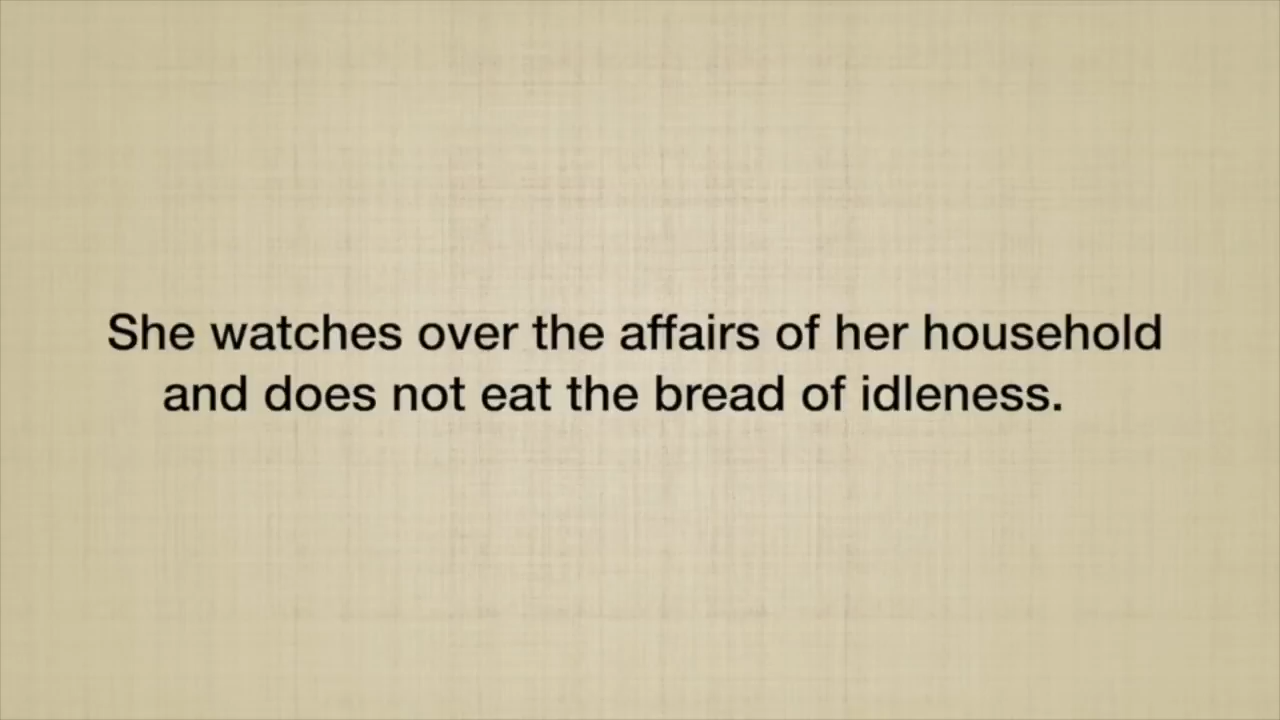 She watches over the affairs of her household
and does not eat the bread of idleness.